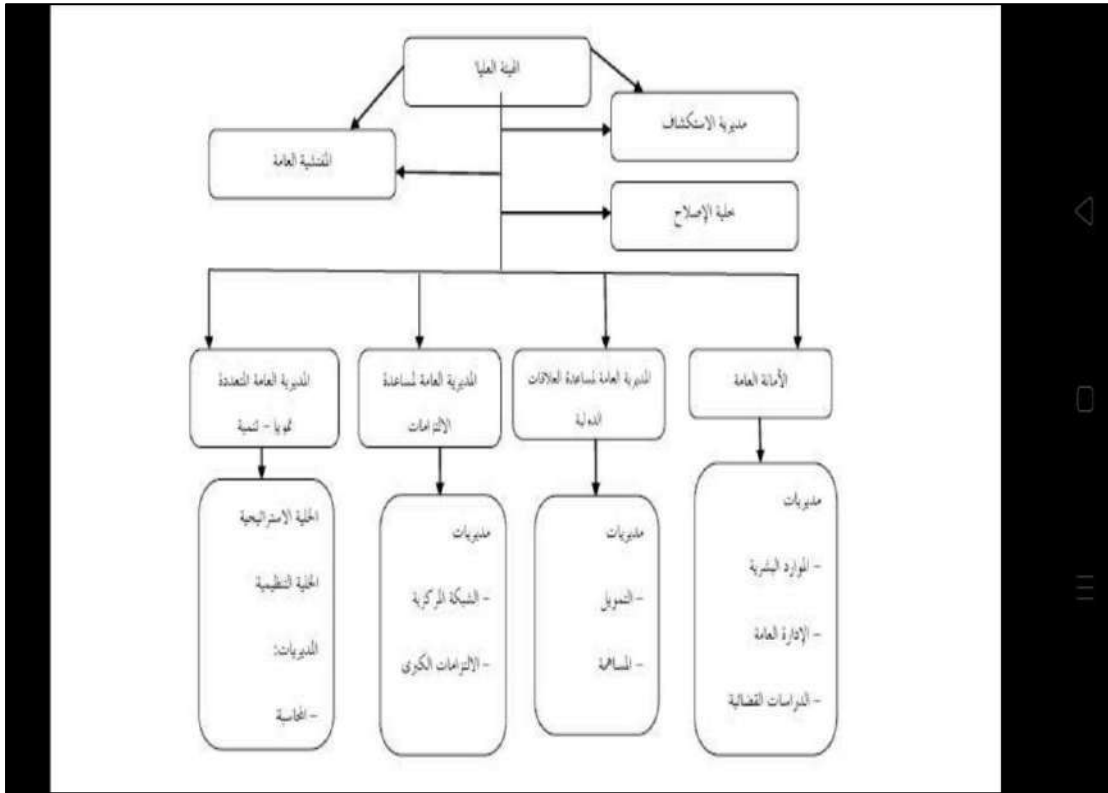 الهيئة العليا
مديرية الاستكشاف
المفتشية العامة
خلية الإصلاح
الأمانة العامة
المديرية العامة لمساعدة العلاقات
الدولية
المديرية العامة لمساعدة
الالتزامات
المديرية العامة المتعددة
– تنمية
مديريات
– الموارد البشرية
– الإدارة العامة
– الدراسات القضائية
مديريات
– التمويل
– المساهمة
مديريات
– الشبكة المركزية
– الالتزامات الكبرى
الخلية الاستراتيجية
الخلية التنظيمية
المديريات:
– المحاسبة